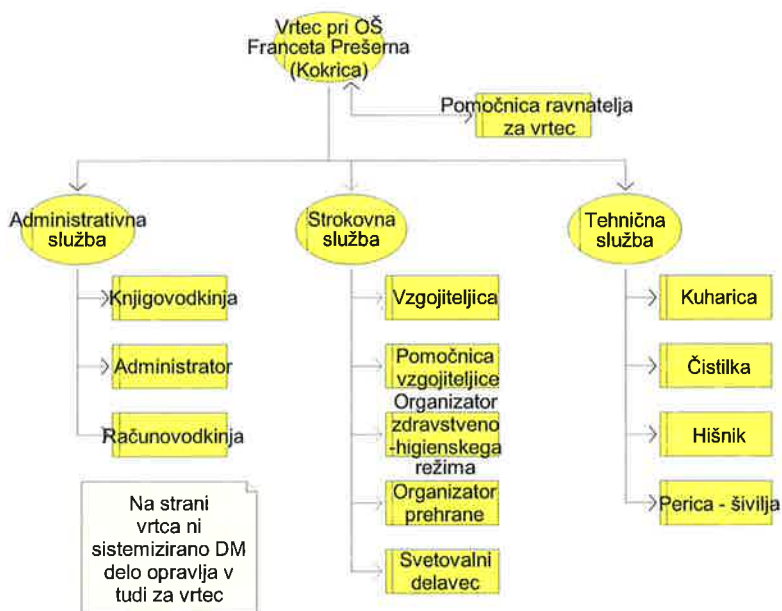 Vrtec pri OŠ
Franceta Prešerna
(Kokrica)
Pomočnica ravnatelja
za vrtec
Administrativna
služba
Strokovna
služba
Tehnična
služba
Knjigovodkinja
Administrator
Računovodkinja
Vzgojiteljica
Pomočnica
vzgojiteljice
Organizator
zdravstveno
-higienskega
režima
Organizator
prehrane
Svetovalni
delavec
Kuharica
Čistilka
Hišnik
Perica - šivilja
Na strani
vrtca ni
sistemizirano DM
delo opravlja v
tudi za vrtec